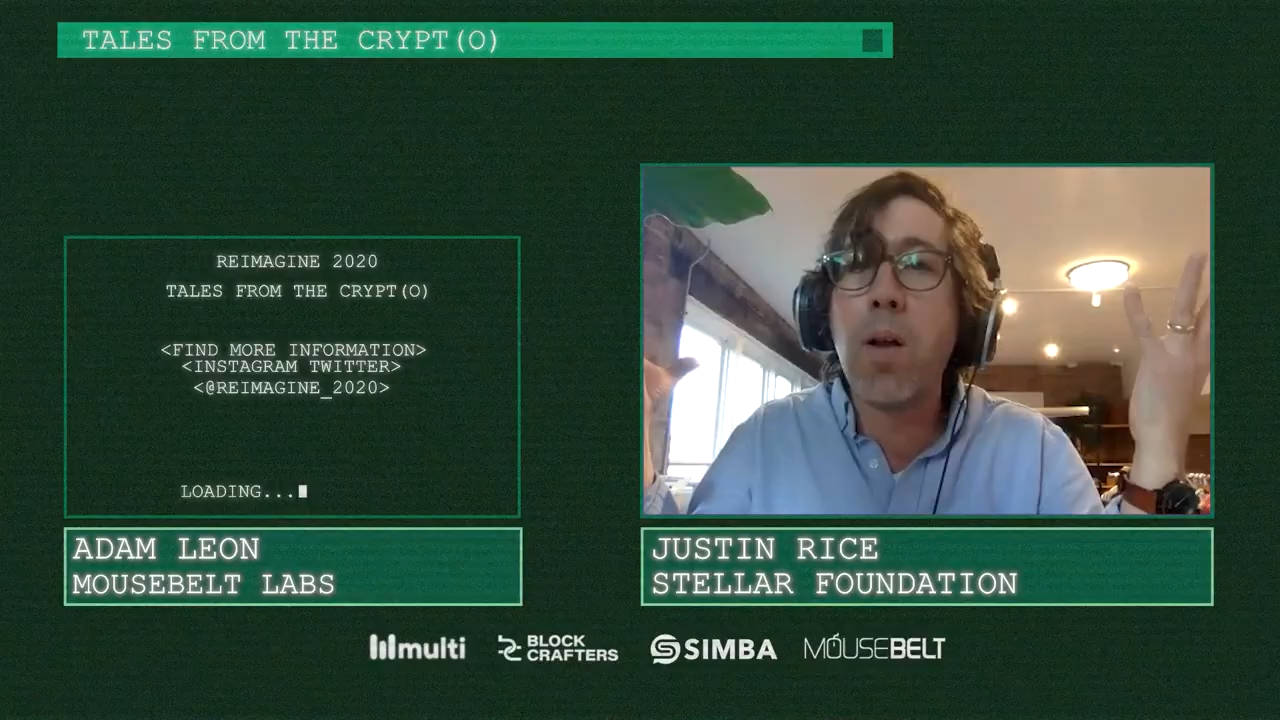 TALES FROM THE CRYPT(O)
REIMAGINE 2020
TALES FROM THE CRYPT(O)
<FIND MORE INFORMATION>
<INSTAGRAM TWITTER>
<@REIMAGINE_2020>
LOADING...
ADAM LEON
MOUSEBELT LABS
JUSTIN RICE
STELLAR FOUNDATION
multi
BLOCK
CRAFTERS
SIMBA
MÓUSEBELT